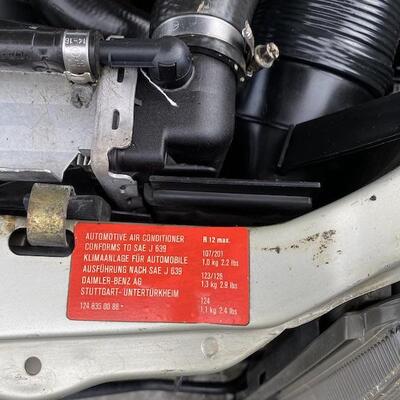 AUTOMOTIVE AIR CONDITIONER
CONFORMS TO SAE J 639
KLIMAANLAGE FÜR AUTOMOBILE
AUSFÜHRUNG NACH SAE J 639
DAIMLER-BENZ AG
STUTTGART-UNTERTÜRKHEIM
124 835 00 88
R 12 max.
107/201
1,0 kg 2.2 lbs
123/126
1,3 kg 2.9 lbs
124
1,1 kg 2.4 lbs